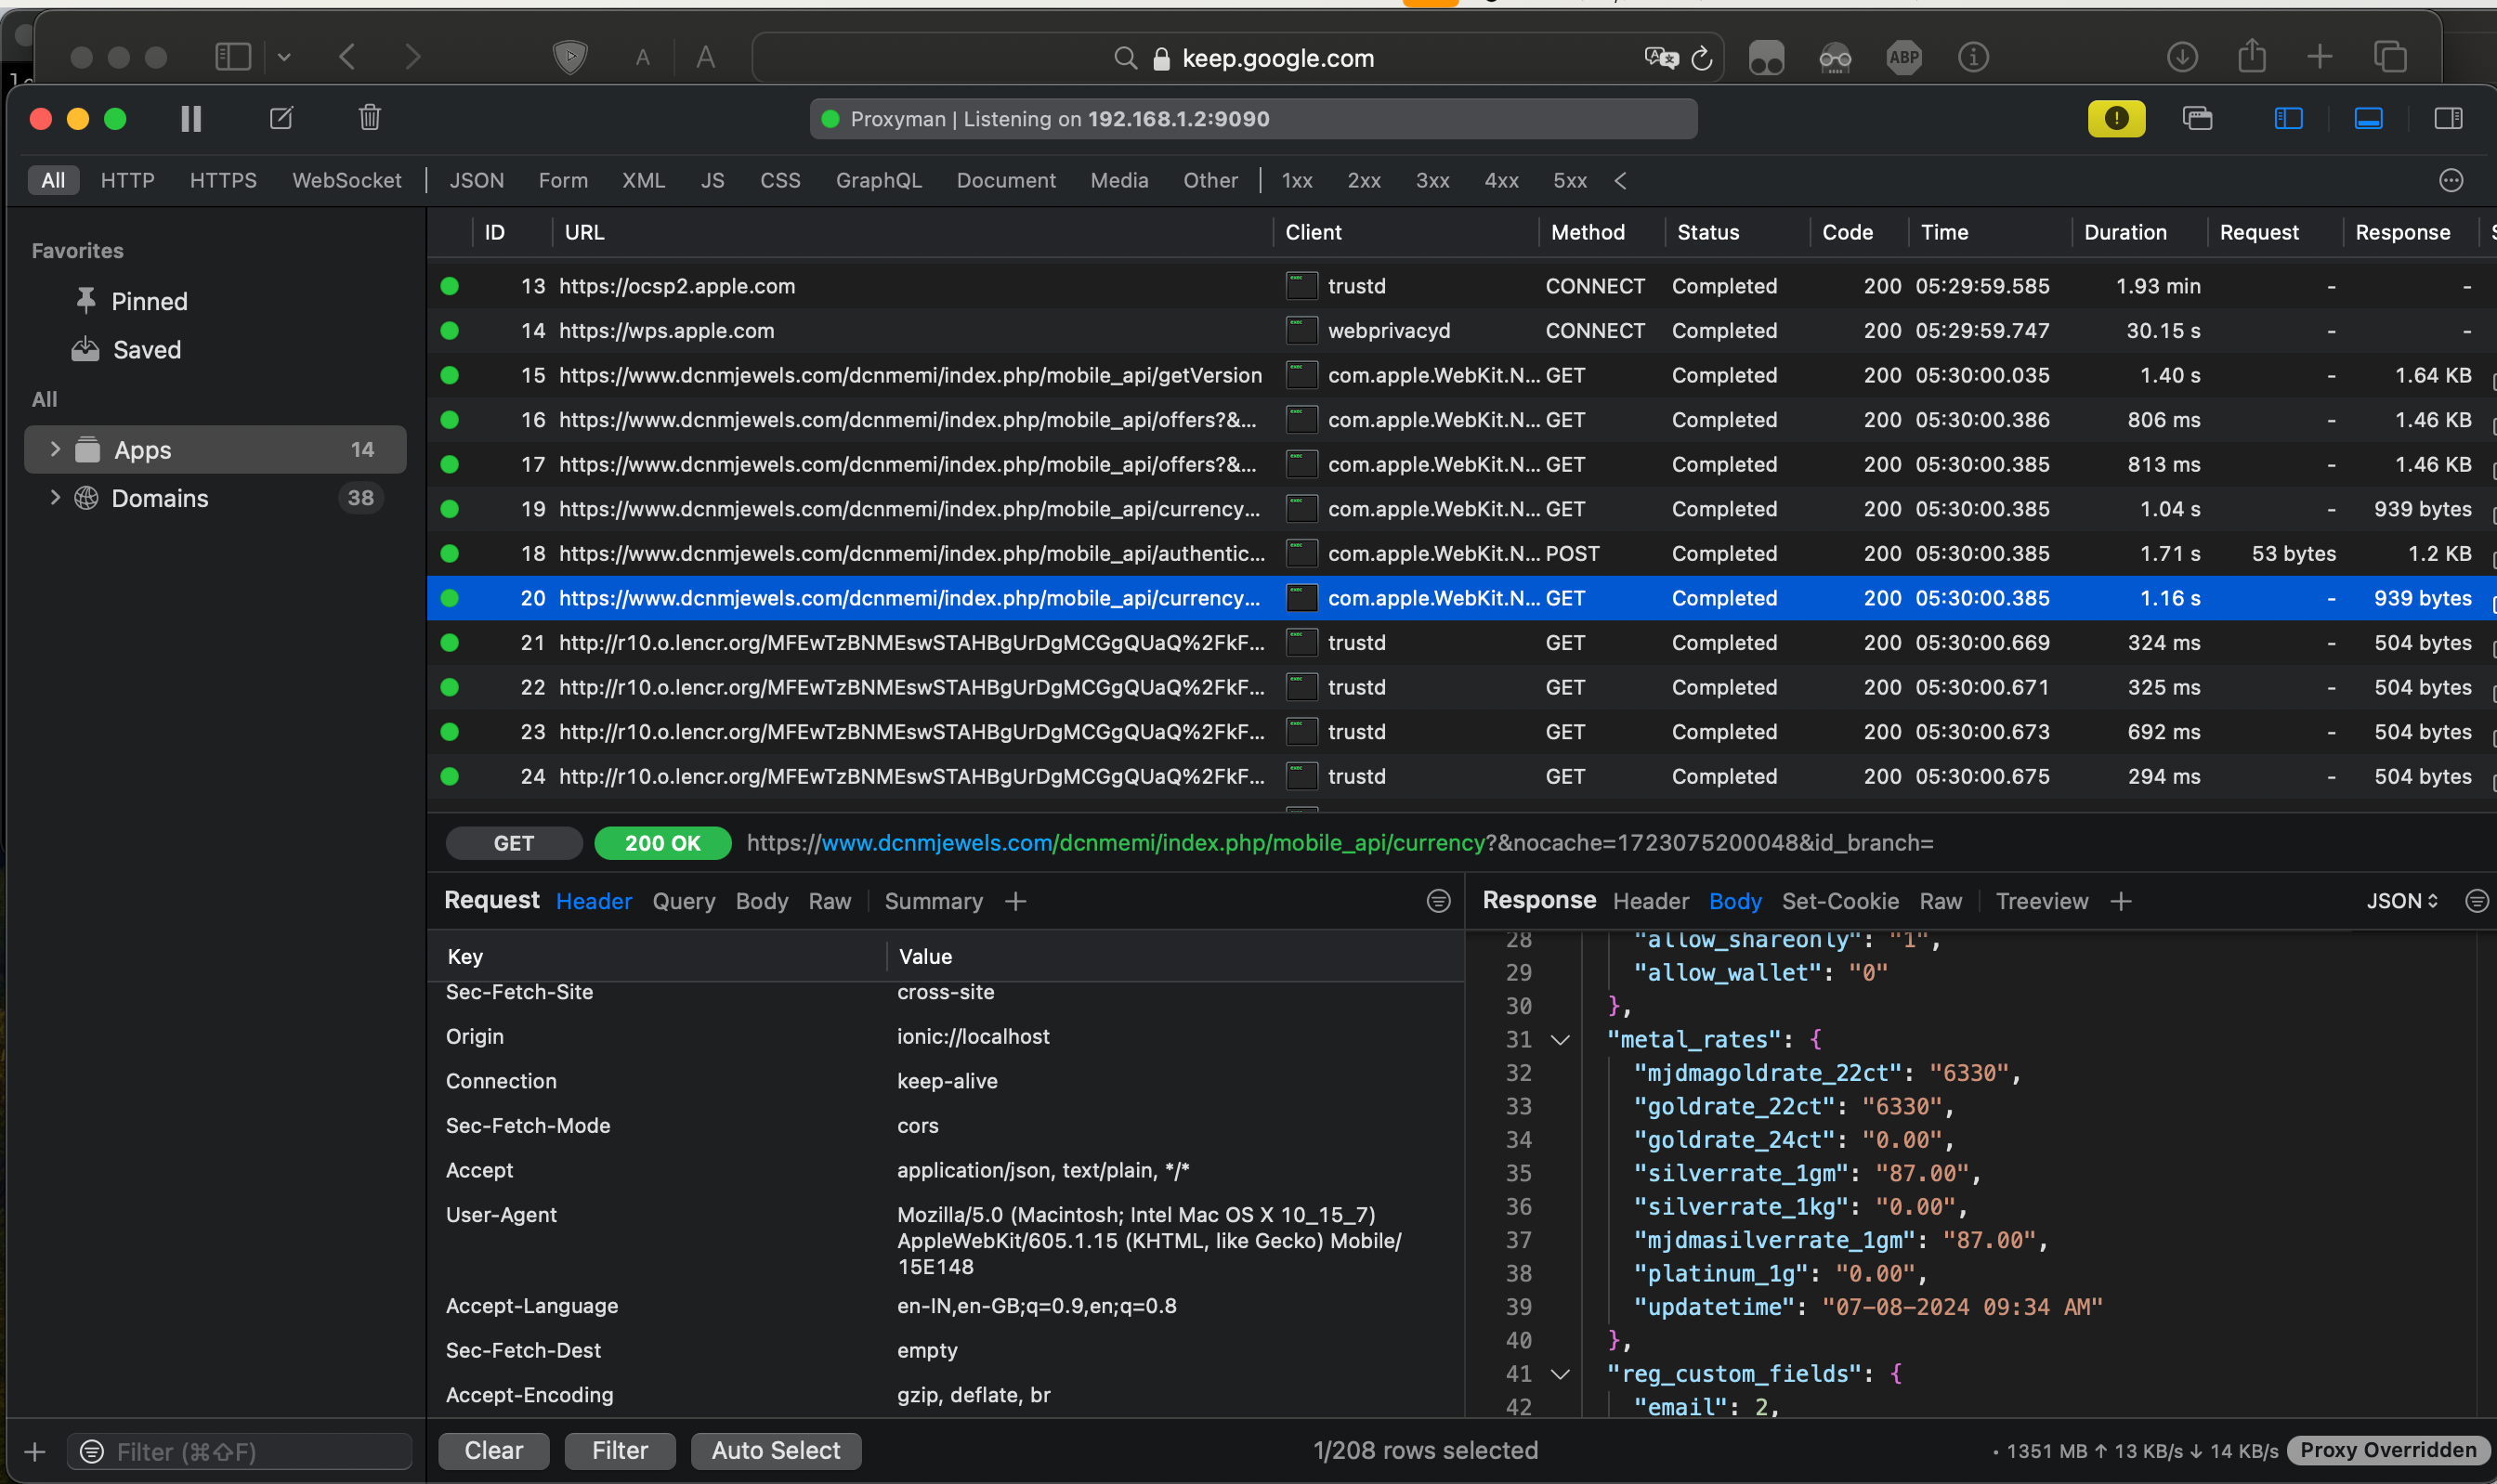 keep.google.com
A A
ABP
Proxyman | Listening on 192.168.1.2:9090
All HTTP HTTPS WebSocket JSON Form XML JS CSS GraphQL Document Media Other 1xx 2xx 3xx 4xx 5xx
Favorites
Pinned
Saved
All
Apps 14
Domains 38
ID URL Client Method Status Code Time Duration Request Response
13 https://ocsp2.apple.com trustd CONNECT Completed 200 05:29:59.585 1.93 min - -
14 https://wps.apple.com webprivacyd CONNECT Completed 200 05:29:59.747 30.15 s - -
15 https://www.dcnmjewels.com/dcnmemi/index.php/mobile_api/getVersion com.apple.WebKit.N... GET Completed 200 05:30:00.035 1.40 s - 1.64 KB
16 https://www.dcnmjewels.com/dcnmemi/index.php/mobile_api/offers?&... com.apple.WebKit.N... GET Completed 200 05:30:00.386 806 ms - 1.46 KB
17 https://www.dcnmjewels.com/dcnmemi/index.php/mobile_api/offers?&... com.apple.WebKit.N... GET Completed 200 05:30:00.385 813 ms - 1.46 KB
19 https://www.dcnmjewels.com/dcnmemi/index.php/mobile_api/currency... com.apple.WebKit.N... GET Completed 200 05:30:00.385 1.04 s - 939 bytes
18 https://www.dcnmjewels.com/dcnmemi/index.php/mobile_api/authentic... com.apple.WebKit.N... POST Completed 200 05:30:00.385 1.71 s 53 bytes 1.2 KB
20 https://www.dcnmjewels.com/dcnmemi/index.php/mobile_api/currency... com.apple.WebKit.N... GET Completed 200 05:30:00.385 1.16 s - 939 bytes
21 http://r10.o.lencr.org/MFEwTzBNMEswSTAHBgUrDgMCGgQUaQ%2FkF... trustd GET Completed 200 05:30:00.669 324 ms - 504 bytes
22 http://r10.o.lencr.org/MFEwTzBNMEswSTAHBgUrDgMCGgQUaQ%2FkF... trustd GET Completed 200 05:30:00.671 325 ms - 504 bytes
23 http://r10.o.lencr.org/MFEwTzBNMEswSTAHBgUrDgMCGgQUaQ%2FkF... trustd GET Completed 200 05:30:00.673 692 ms - 504 bytes
24 http://r10.o.lencr.org/MFEwTzBNMEswSTAHBgUrDgMCGgQUaQ%2FkF... trustd GET Completed 200 05:30:00.675 294 ms - 504 bytes
GET 200 OK https://www.dcnmjewels.com/dcnmemi/index.php/mobile_api/currency?&nocache=1723075200048&id_branch=
Request Header Query Body Raw Summary +
Key Value
Sec-Fetch-Site cross-site
Origin ionic://localhost
Connection keep-alive
Sec-Fetch-Mode cors
Accept application/json, text/plain, */*
User-Agent Mozilla/5.0 (Macintosh; Intel Mac OS X 10_15_7)
AppleWebKit/605.1.15 (KHTML, like Gecko) Mobile/
15E148
Accept-Language en-IN,en-GB;q=0.9,en;q=0.8
Sec-Fetch-Dest empty
Accept-Encoding gzip, deflate, br
Response Header Body Set-Cookie Raw Treeview + JSON
28 "allow_shareonly": "1",
29 "allow_wallet": "0"
30 },
31 "metal_rates": {
32 "mjdmagoldrate_22ct": "6330",
33 "goldrate_22ct": "6330",
34 "goldrate_24ct": "0.00",
35 "silverrate_1gm": "87.00",
36 "silverrate_1kg": "0.00",
37 "mjdmasilverrate_1gm": "87.00",
38 "platinum_1g": "0.00",
39 "updatetime": "07-08-2024 09:34 AM"
40 },
41 "reg_custom_fields": {
42 "email": 2,
+ Filter (⌘⇧F)
Clear Filter Auto Select 1/208 rows selected • 1351 MB ↑ 13 KB/s ↓ 14 KB/s Proxy Overridden